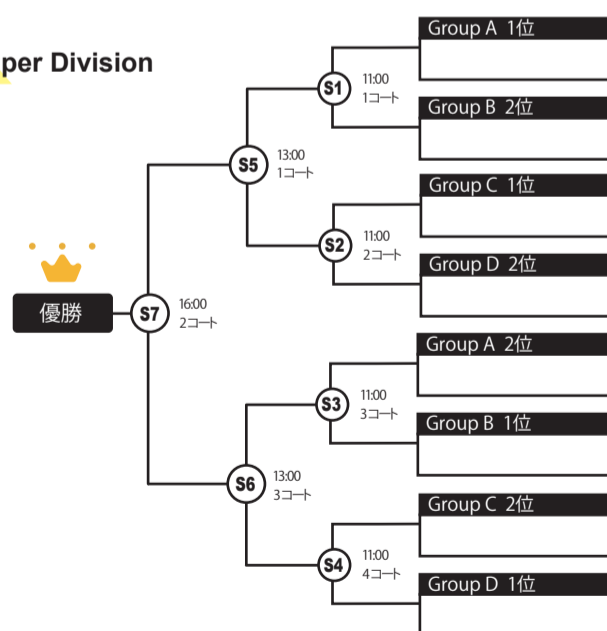 per Division
Group A 1位
S1
11:00
1コート
Group B 2位
S5
13:00
1コート
Group C 1位
S2
11:00
2コート
Group D 2位
優勝
S7
16:00
2コート
Group A 2位
S3
11:00
3コート
Group B 1位
S6
13:00
3コート
Group C 2位
S4
11:00
4コート
Group D 1位